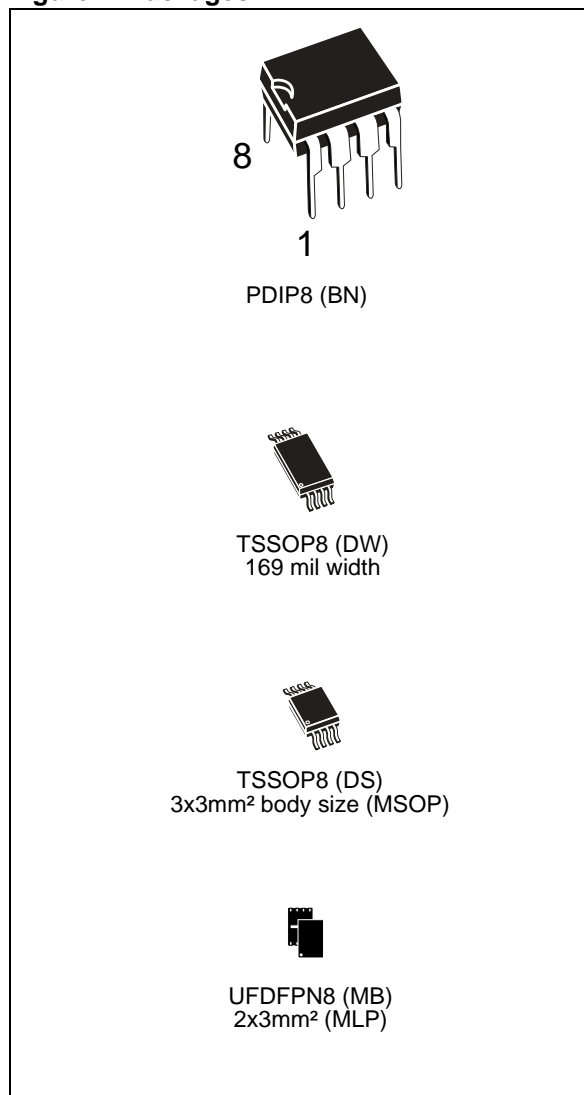 8
1
PDIP8 (BN)
TSSOP8 (DW)
169 mil width
TSSOP8 (DS)
3x3mm² body size (MSOP)
UFDFPN8 (MB)
2x3mm² (MLP)